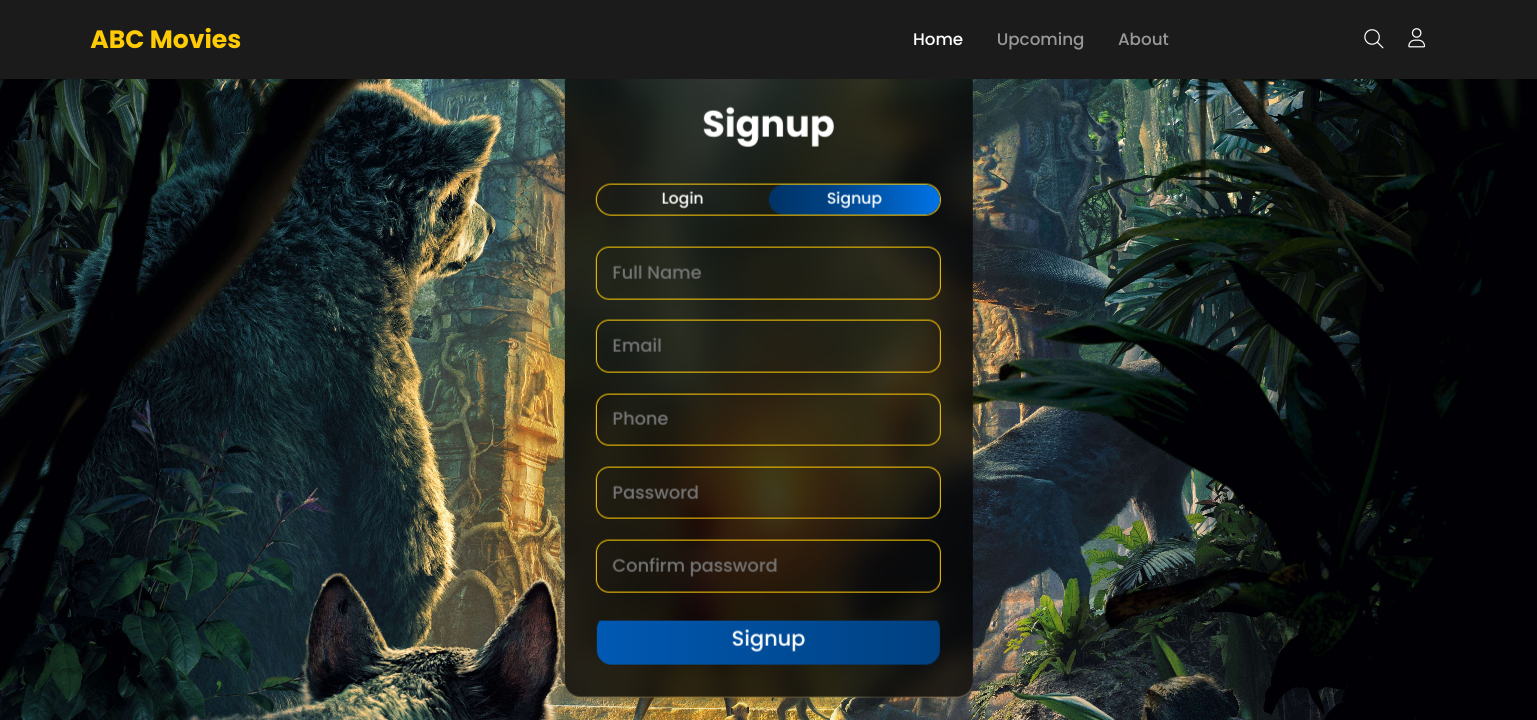 ABC Movies
Home Upcoming About
Signup
Login Signup
Full Name
Email
Phone
Password
Confirm password
Signup